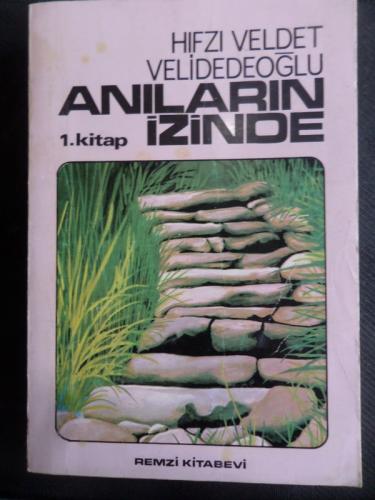 HIFZI VELDET
VELİDEDEOĞLU
ANILARIN
1.kitap İZİNDE
REMZİ KİTABEVİ